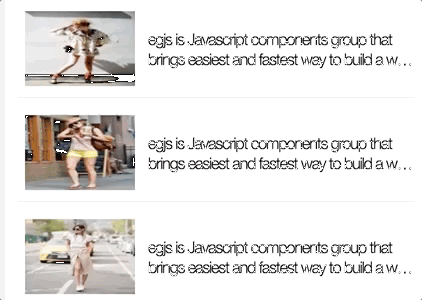 egjs is Javascript components group that
brings easiest and fastest way to build a w...
egjs is Javascript components group that
brings easiest and fastest way to build a w...
egjs is Javascript components group that
brings easiest and fastest way to build a w...